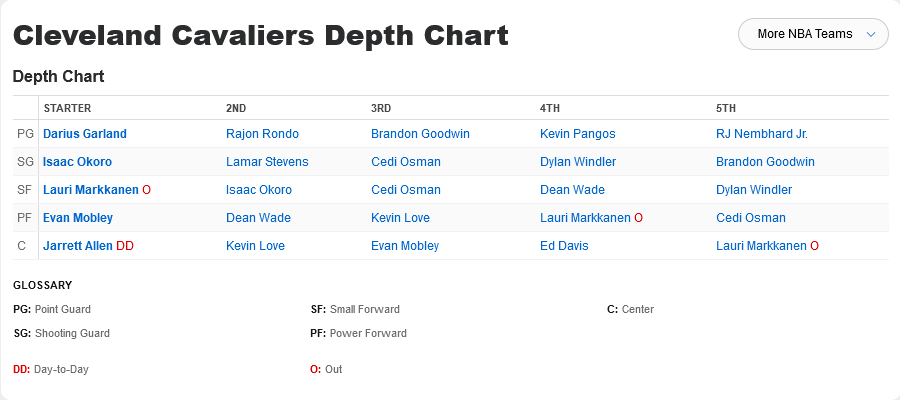 Cleveland Cavaliers Depth Chart
More NBA Teams
Depth Chart
STARTER 2ND 3RD 4TH 5TH
PG Darius Garland Rajon Rondo Brandon Goodwin Kevin Pangos RJ Nembhard Jr.
SG Isaac Okoro Lamar Stevens Cedi Osman Dylan Windler Brandon Goodwin
SF Lauri Markkanen O Isaac Okoro Cedi Osman Dean Wade Dylan Windler
PF Evan Mobley Dean Wade Kevin Love Lauri Markkanen O Cedi Osman
C Jarrett Allen DD Kevin Love Evan Mobley Ed Davis Lauri Markkanen O
GLOSSARY
PG: Point Guard SF: Small Forward C: Center
SG: Shooting Guard PF: Power Forward
DD: Day-to-Day O: Out